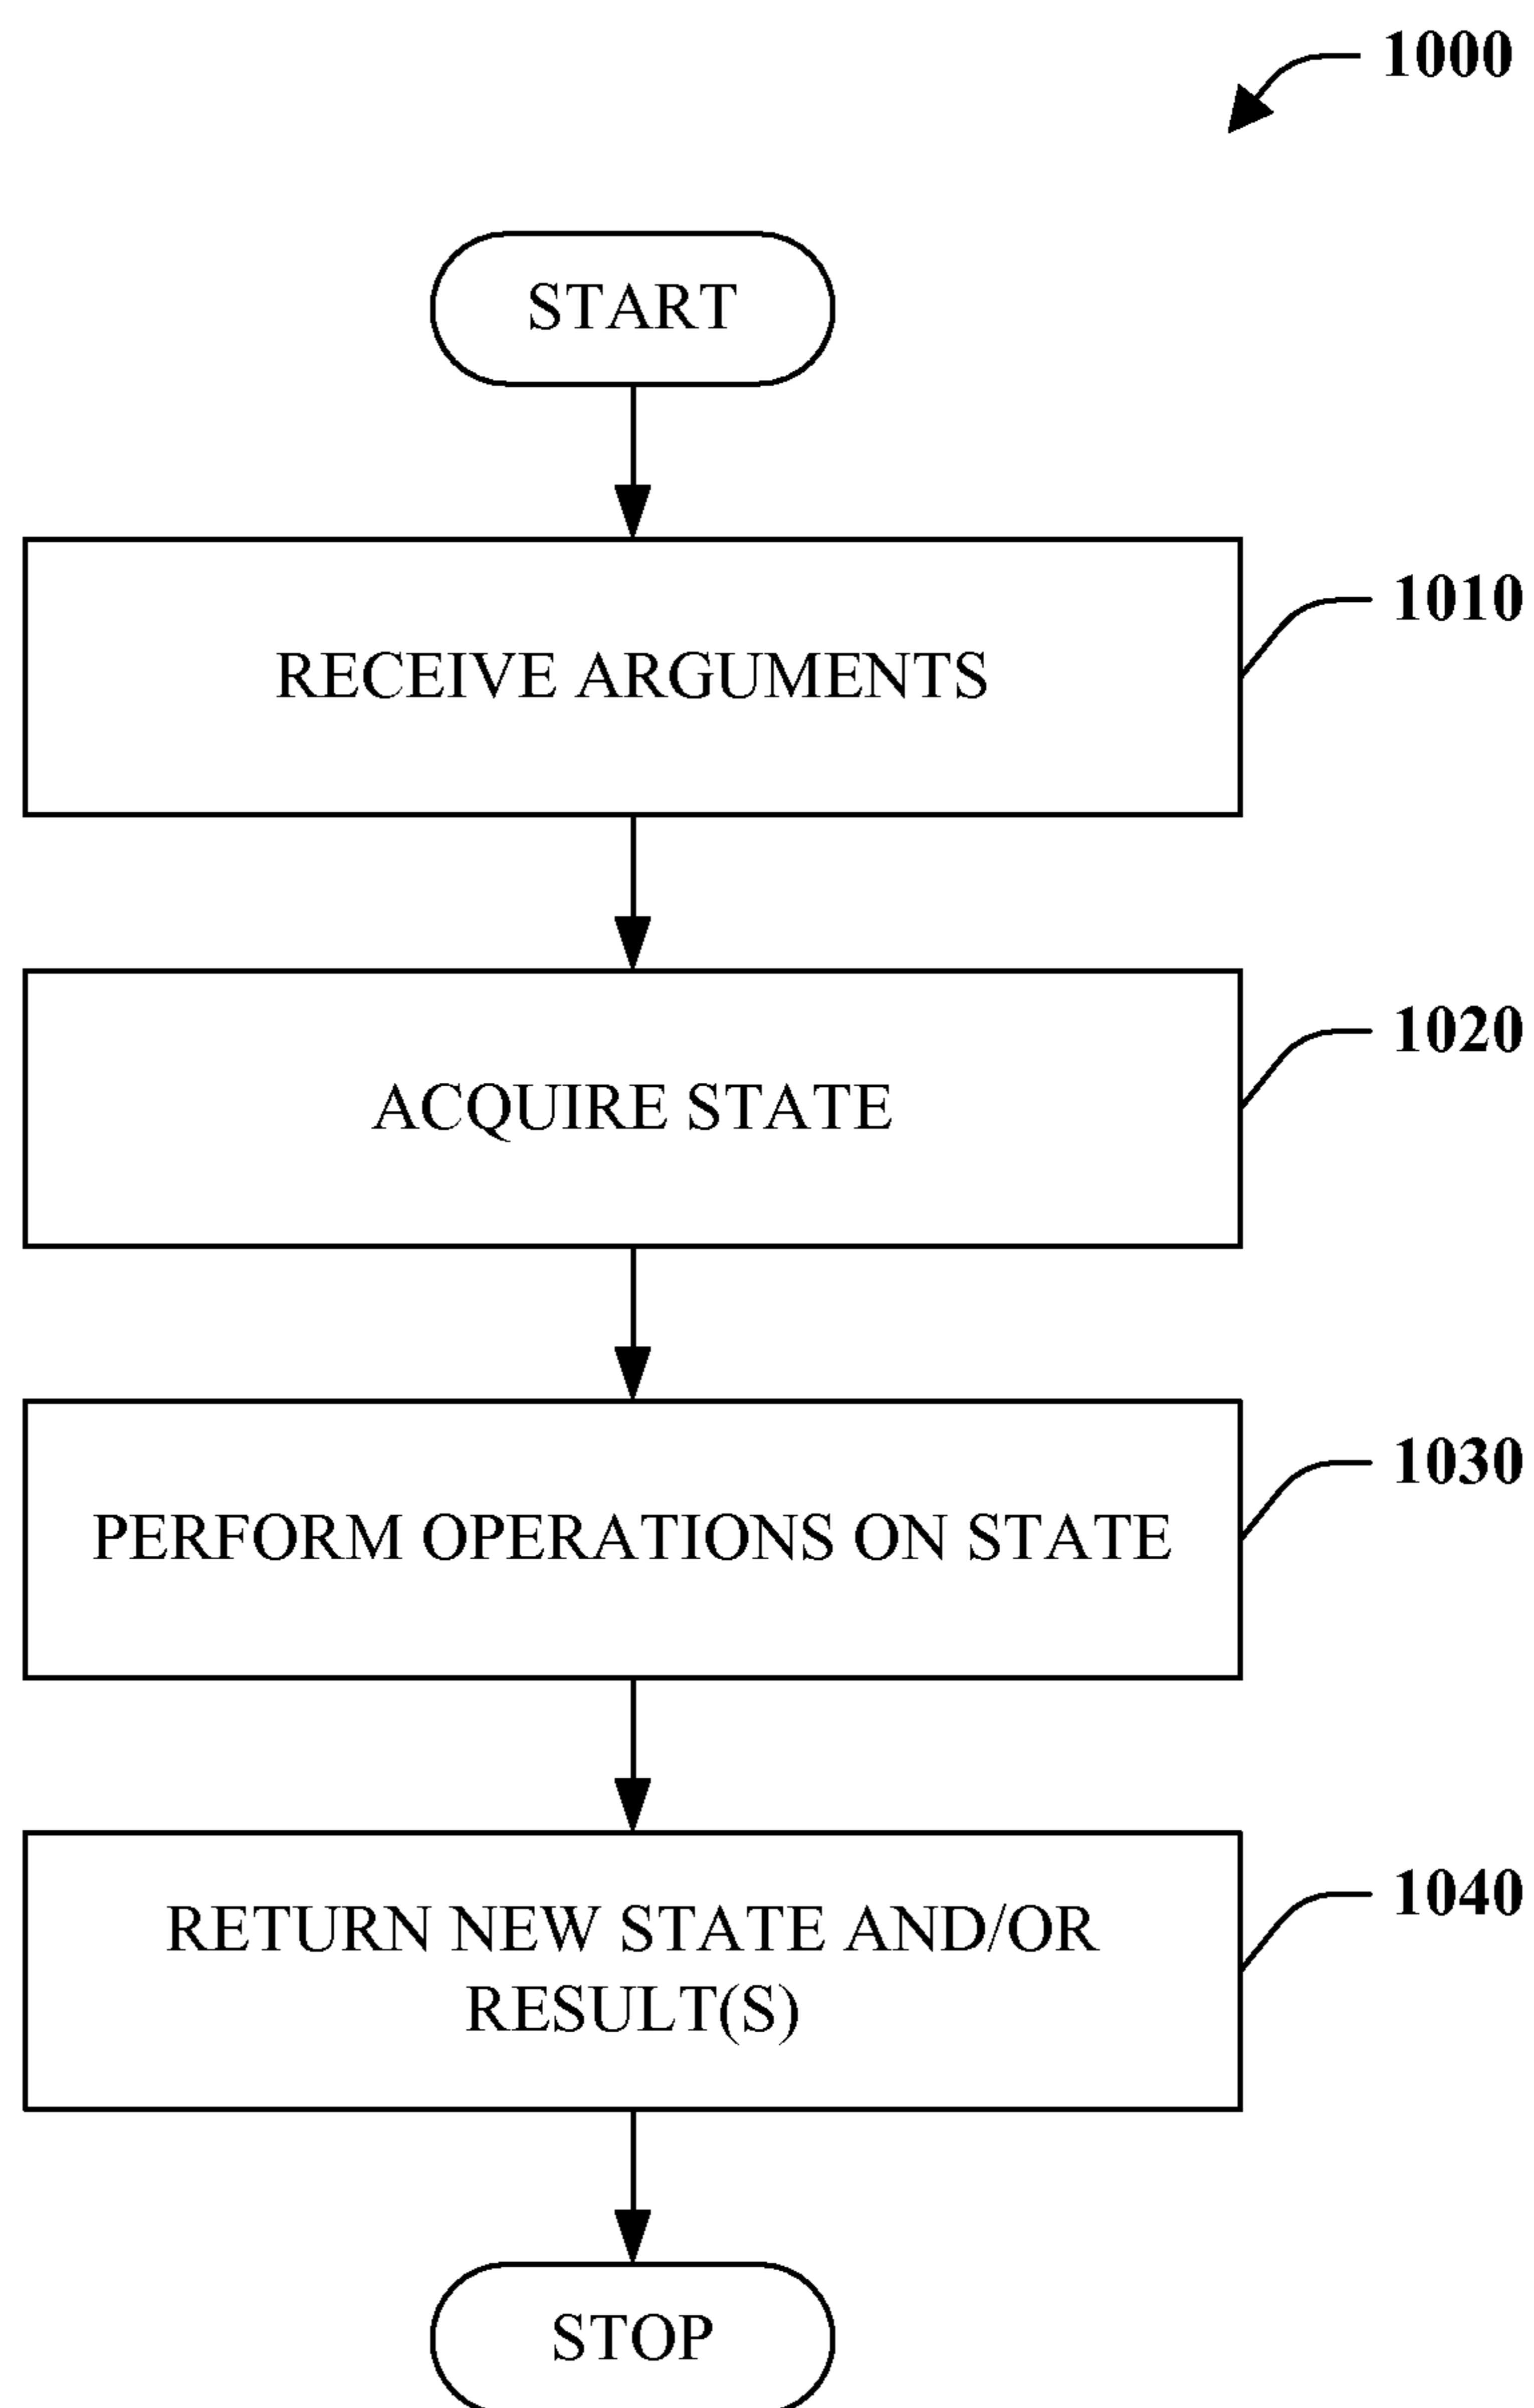 1000
START
RECEIVE ARGUMENTS
1010
ACQUIRE STATE
1020
PERFORM OPERATIONS ON STATE
1030
RETURN NEW STATE AND/OR
RESULT(S)
1040
STOP